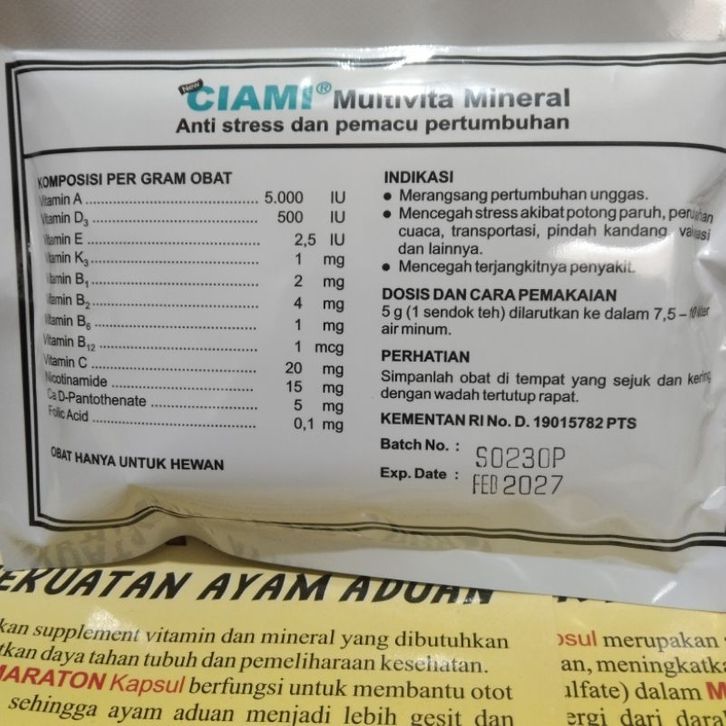 New CIAMI® Multivita Mineral
Anti stress dan pemacu pertumbuhan
KOMPOSISI PER GRAM OBAT
Vitamin A 5.000 IU
Vitamin D3 500 IU
Vitamin E 2,5 IU
Vitamin K3 1 mg
Vitamin B1 2 mg
Vitamin B2 4 mg
Vitamin B6 1 mg
Vitamin B12 1 mcg
Vitamin C 20 mg
Nicotinamide 15 mg
Ca D-Pantothenate 5 mg
Folic Acid 0,1 mg
OBAT HANYA UNTUK HEWAN
INDIKASI
• Merangsang pertumbuhan unggas.
• Mencegah stress akibat potong paruh, perubahan
cuaca, transportasi, pindah kandang, vaksinasi
dan lainnya.
• Mencegah terjangkitnya penyakit.
DOSIS DAN CARA PEMAKAIAN
5 g (1 sendok teh) dilarutkan ke dalam 7,5 – 10 liter
air minum.
PERHATIAN
Simpanlah obat di tempat yang sejuk dan kering
dengan wadah tertutup rapat.
KEMENTAN RI No. D. 19015782 PTS
Batch No. : S0230P
Exp. Date : FEB 2027
EKUATAN AYAM ADUAN
kan supplement vitamin dan mineral yang dibutuhkan
tkan daya tahan tubuh dan pemeliharaan kesehatan.
MARATON Kapsul berfungsi untuk membantu otot
sehingga ayam aduan menjadi lebih gesit dan
psul merupakan
an, meningkatka
ulfate) dalam M
ergi dari dara